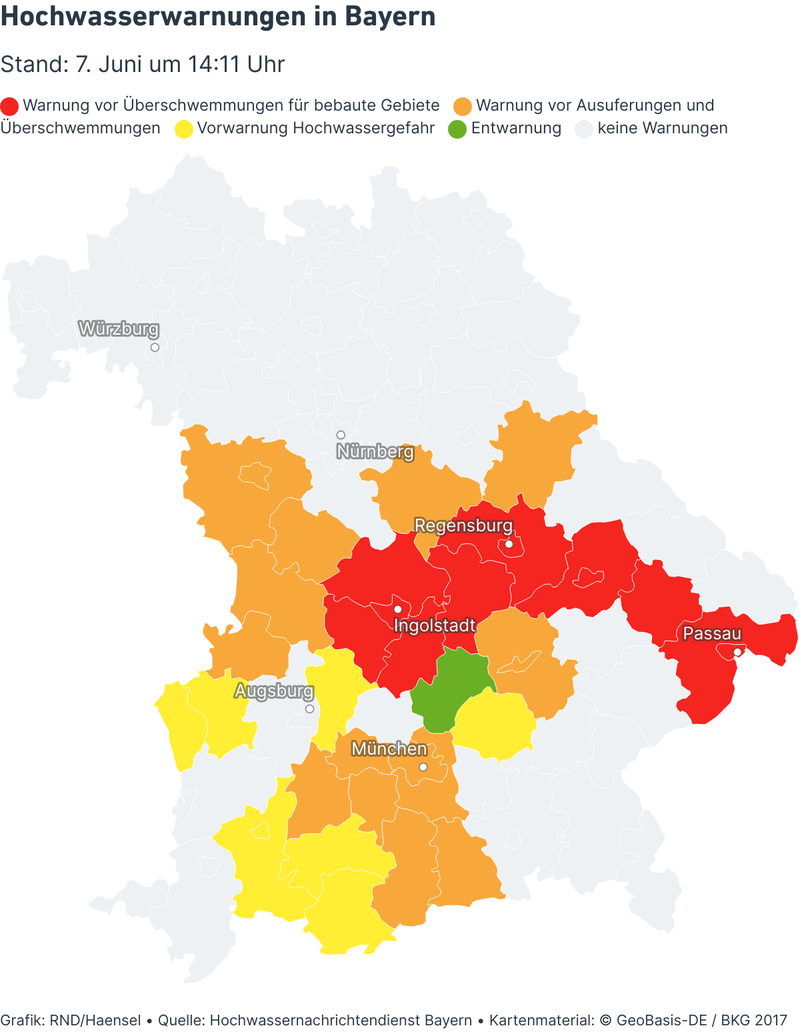 Hochwasserwarnungen in Bayern
Stand: 7. Juni um 14:11 Uhr
Warnung vor Überschwemmungen für bebaute Gebiete Warnung vor Ausuferungen und
Überschwemmungen Vorwarnung Hochwassergefahr Entwarnung keine Warnungen
Würzburg
Nürnberg
Regensburg
Ingolstadt
Passau
Augsburg
München
Grafik: RND/Haensel • Quelle: Hochwassernachrichtendienst Bayern • Kartenmaterial: © GeoBasis-DE / BKG 2017